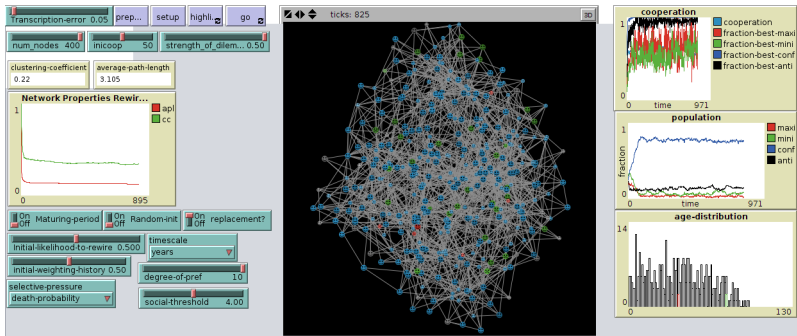 Transcription-error 0.05
prep...
setup
highli...
go
num_nodes 400
inicoop 50
strength_of_dilem... 0.50
clustering-coefficient
0.22
average-path-length
3.105
Network Properties Rewir...
1
0
0
895
apl
cc
On
Off
Maturing-period
On
Off
Random-init
On
Off
replacement?
Initial-likelihood-to-rewire 0.500
timescale
years
initial-weighting-history 0.50
degree-of-pref 10
selective-pressure
death-probability
social-threshold 4.00
ticks: 825
3D
cooperation
1
0
0
time
971
cooperation
fraction-best-maxi
fraction-best-mini
fraction-best-conf
fraction-best-anti
population
fraction
1
0
0
time
971
maxi
mini
conf
anti
age-distribution
14
0
0
130